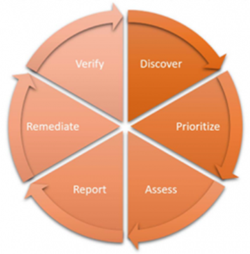 Verify
Discover
Remediate
Prioritize
Report
Assess